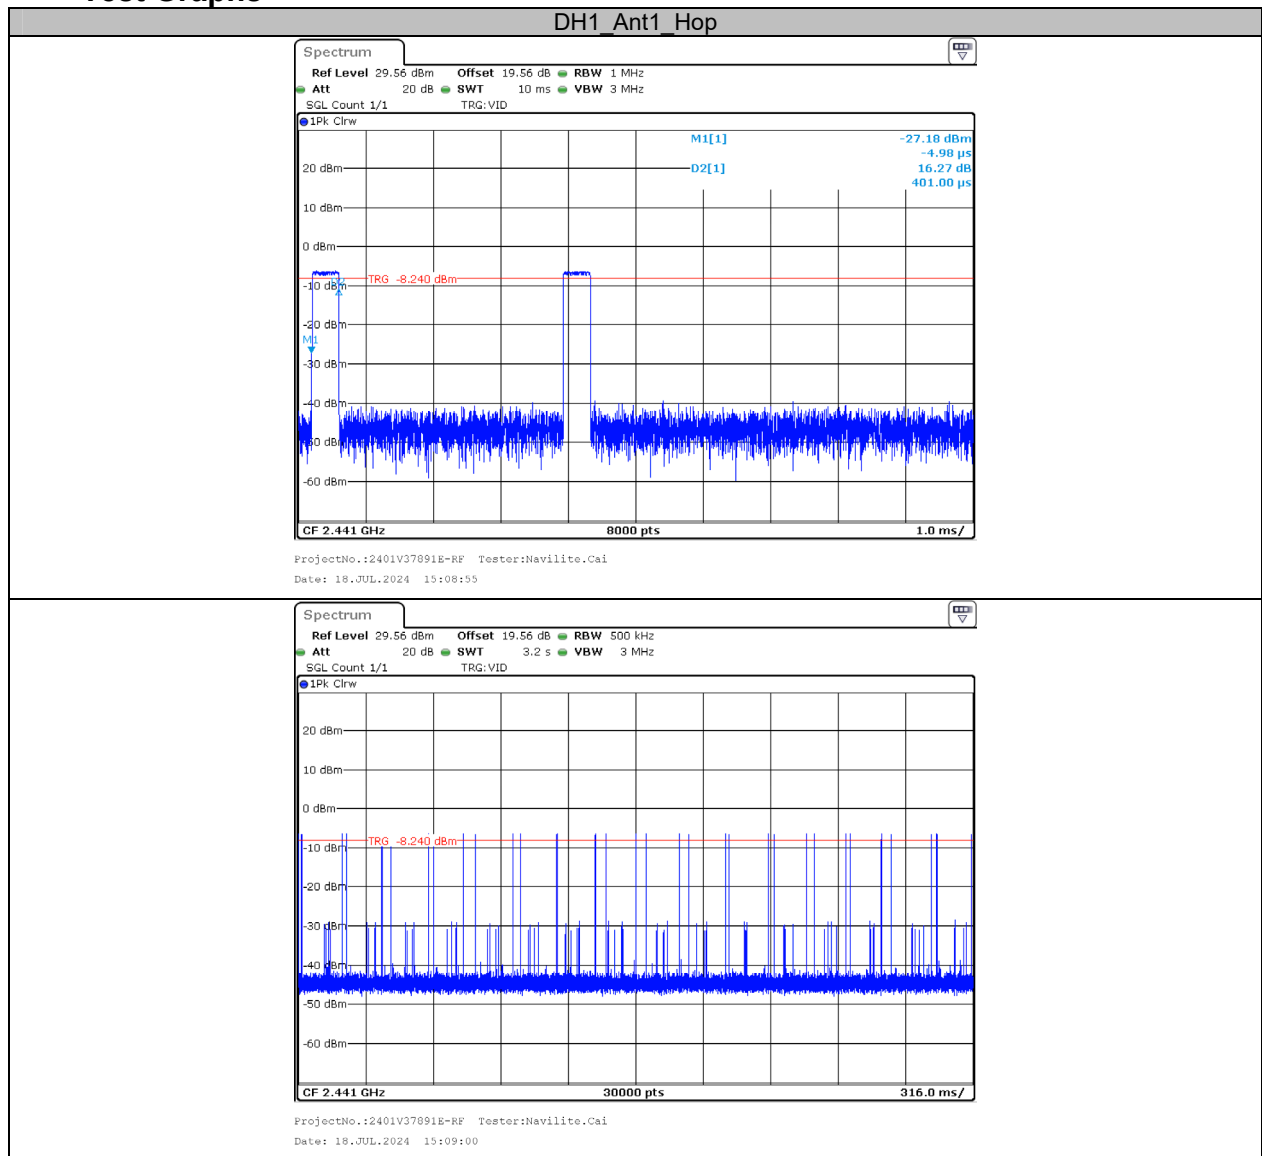 Test Graphs
DH1_Ant1_Hop
Spectrum
Ref Level 29.56 dBm Offset 19.56 dB RBW 1 MHz
Att 20 dB SWT 10 ms VBW 3 MHz
SGL Count 1/1 TRG:VID
1Pk Clrw
M1[1] -27.18 dBm
-4.98 µs
20 dBm D2[1] 16.27 dB
401.00 µs
10 dBm
0 dBm
TRG -8.240 dBm
D2
-10 dBm
-20 dBm
M1
-30 dBm
-40 dBm
-50 dBm
-60 dBm
CF 2.441 GHz 8000 pts 1.0 ms/
ProjectNo.:2401V37891E-RF Tester:Navilite.Cai
Date: 18.JUL.2024 15:08:55
Spectrum
Ref Level 29.56 dBm Offset 19.56 dB RBW 500 kHz
Att 20 dB SWT 3.2 s VBW 3 MHz
SGL Count 1/1 TRG:VID
1Pk Clrw
20 dBm
10 dBm
0 dBm
TRG -8.240 dBm
-10 dBm
-20 dBm
-30 dBm
-40 dBm
-50 dBm
-60 dBm
CF 2.441 GHz 30000 pts 316.0 ms/
ProjectNo.:2401V37891E-RF Tester:Navilite.Cai
Date: 18.JUL.2024 15:09:00